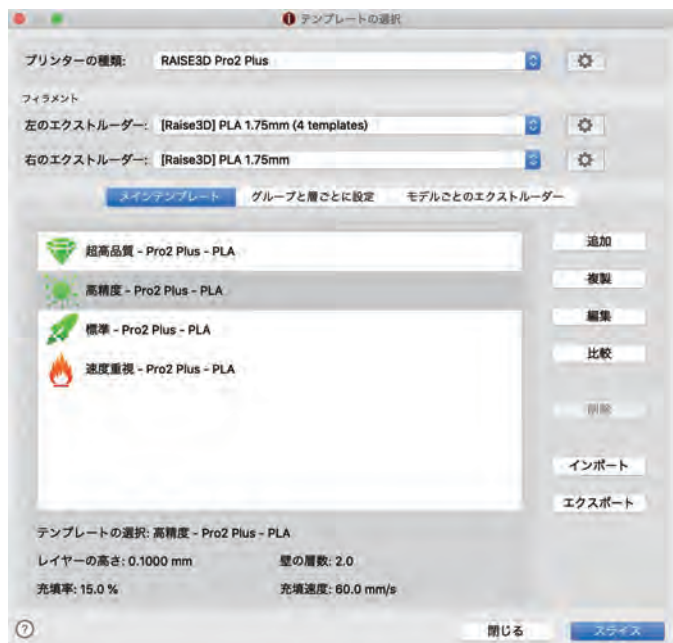 テンプレートの選択
プリンターの種類: RAISE3D Pro2 Plus
フィラメント
左のエクストルーダー: [Raise3D] PLA 1.75mm (4 templates)
右のエクストルーダー: [Raise3D] PLA 1.75mm
メインテンプレート グループと層ごとに設定 モデルごとのエクストルーダー
超高品質 - Pro2 Plus - PLA
高精度 - Pro2 Plus - PLA
標準 - Pro2 Plus - PLA
速度重視 - Pro2 Plus - PLA
追加
複製
編集
比較
削除
インポート
エクスポート
テンプレートの選択: 高精度 - Pro2 Plus - PLA
レイヤーの高さ: 0.1000 mm 壁の層数: 2.0
充填率: 15.0 % 充填速度: 60.0 mm/s
? 閉じる スライス